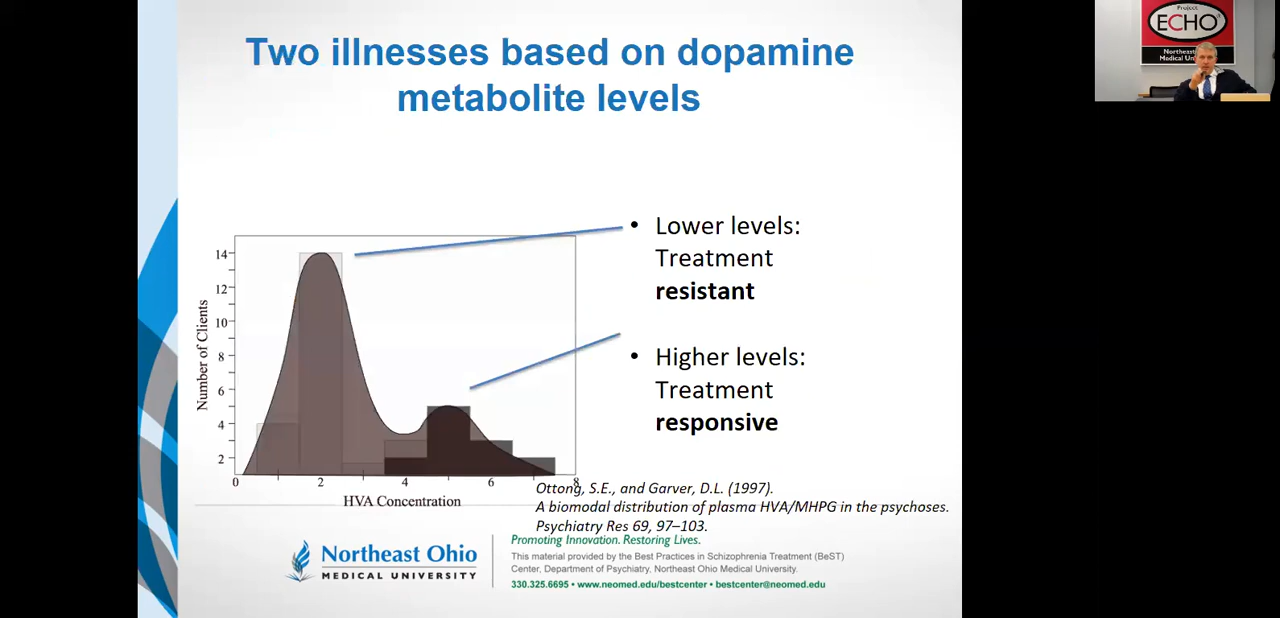 Two illnesses based on dopamine
metabolite levels
Project
ECHO®
Northeast
Medical
• Lower levels:
Treatment
resistant
• Higher levels:
Treatment
responsive
Number of Clients
14
12
10
8
6
4
2
0 2 4 6 8
HVA Concentration
Ottong, S.E., and Garver, D.L. (1997).
A biomodal distribution of plasma HVA/MHPG in the psychoses.
Psychiatry Res 69, 97–103.
Northeast Ohio
MEDICAL UNIVERSITY
Promoting Innovation. Restoring Lives.
This material provided by the Best Practices in Schizophrenia Treatment (BeST)
Center, Department of Psychiatry, Northeast Ohio Medical University.
330.325.6695 • www.neomed.edu/bestcenter • bestcenter@neomed.edu